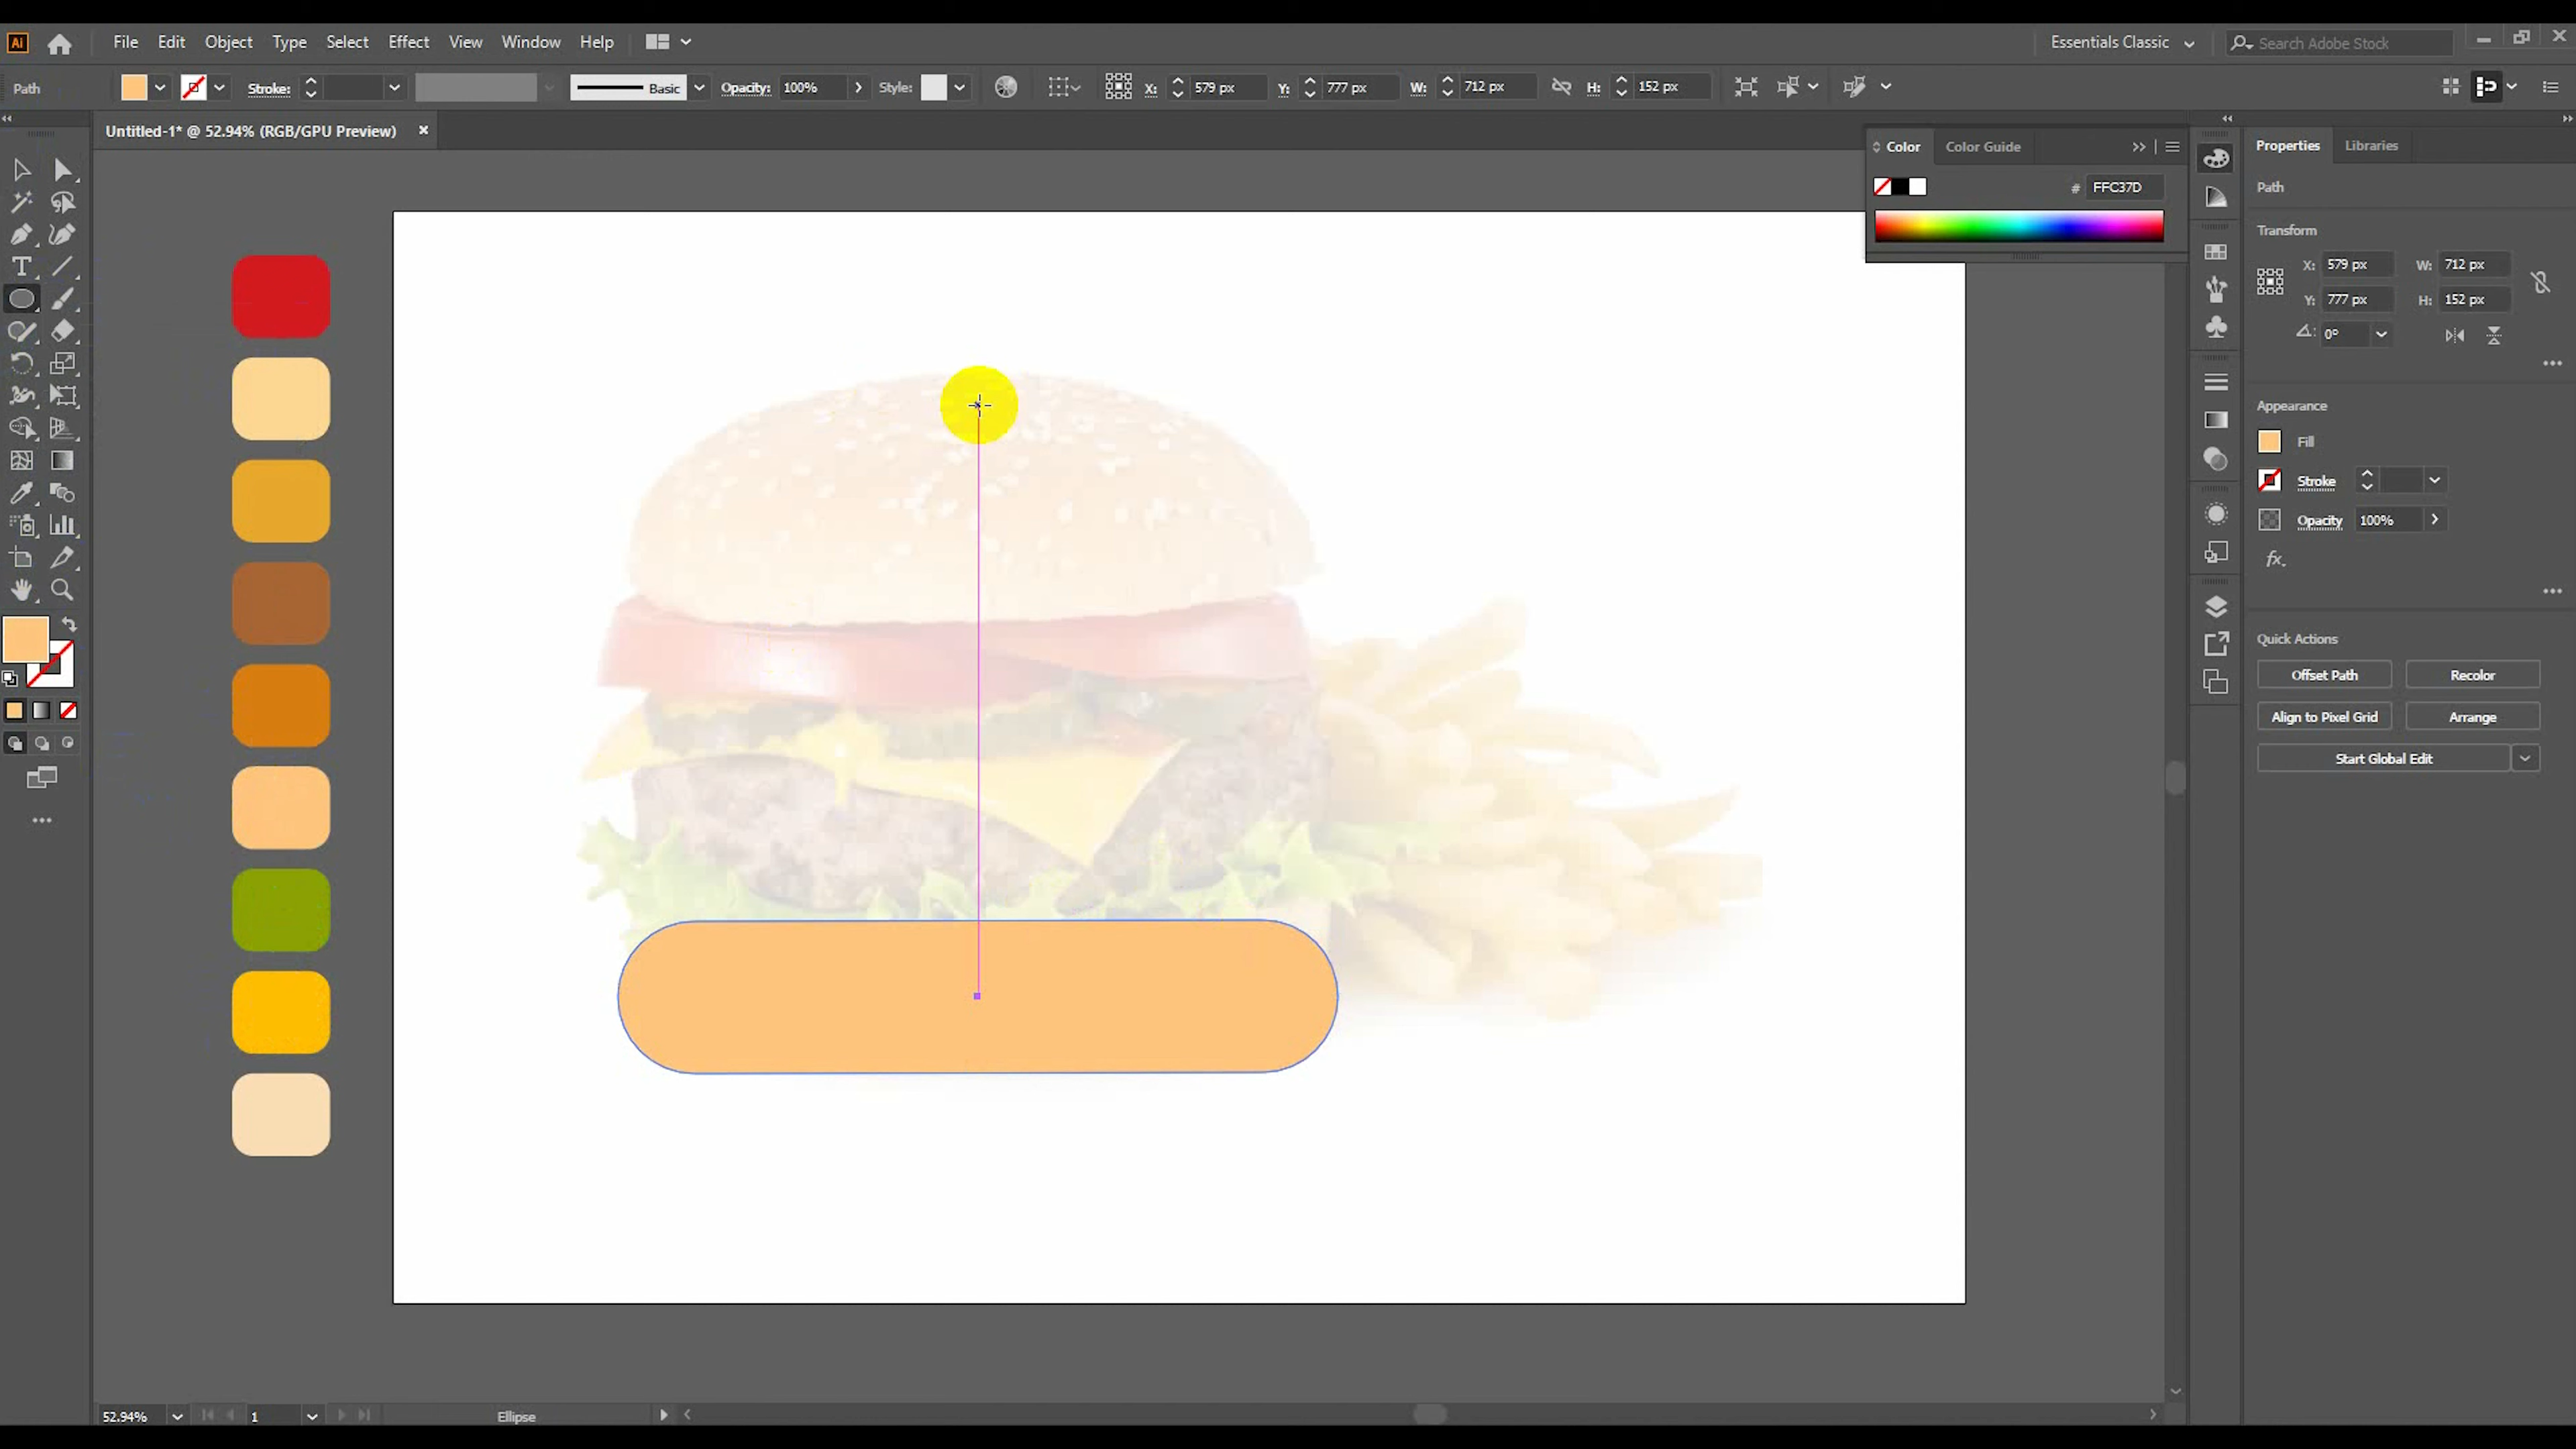 Ai File Edit Object Type Select Effect View Window Help Essentials Classic Search Adobe Stock
Path Stroke: Basic Opacity: 100% Style: X: 579 px Y: 777 px W: 712 px H: 152 px
Untitled-1* @ 52.94% (RGB/GPU Preview)
Color Color Guide
# FFC37D
Properties Libraries
Path
Transform
X: 579 px W: 712 px
Y: 777 px H: 152 px
0°
Appearance
Fill
Stroke
Opacity 100%
fx.
Quick Actions
Offset Path Recolor
Align to Pixel Grid Arrange
Start Global Edit
52.94% 1 Ellipse